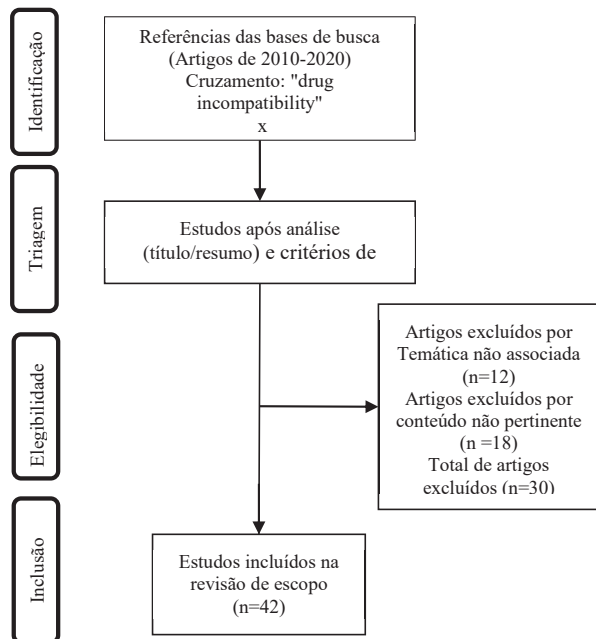 Identificação
Referências das bases de busca
(Artigos de 2010-2020)
Cruzamento: "drug
incompatibility"
x
Triagem
Estudos após análise
(título/resumo) e critérios de
Elegibilidade
Artigos excluídos por
Temática não associada
(n=12)
Artigos excluídos por
conteúdo não pertinente
(n =18)
Total de artigos
excluídos (n=30)
Inclusão
Estudos incluídos na
revisão de escopo
(n=42)